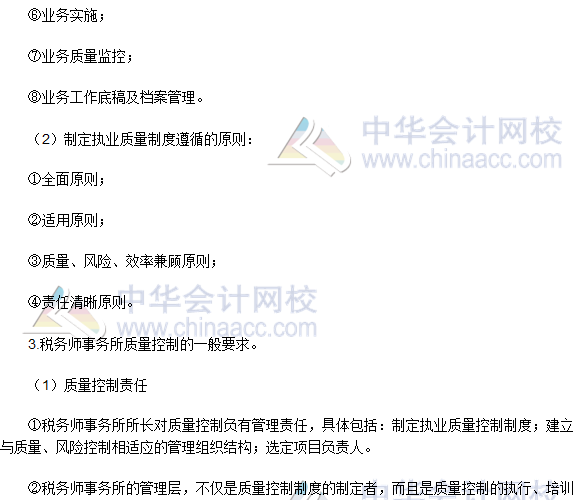 ⑥业务实施；
⑦业务质量监控；
⑧业务工作底稿及档案管理。
（2）制定执业质量制度遵循的原则：
中华会计网校
www.chinaacc.com
①全面原则；
②适用原则；
③质量、风险、效率兼顾原则；
④责任清晰原则。
中华会计网校
www.chinaacc.com
3.税务师事务所质量控制的一般要求。
（1）质量控制责任
①税务师事务所所长对质量控制负有管理责任，具体包括：制定执业质量控制制度；建立
与质量、风险控制相适应的管理组织结构；选定项目负责人。
②税务师事务所的管理层，不仅是质量控制制度的制定者，而且是质量控制的执行、培训